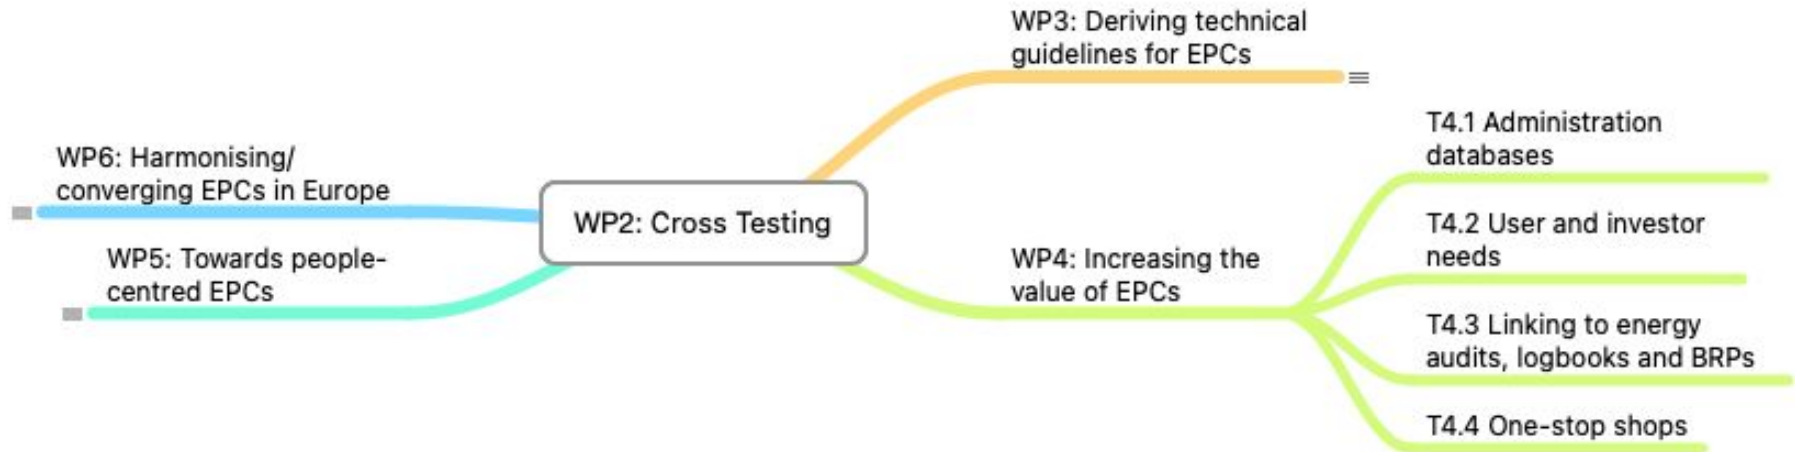 WP3: Deriving technical
guidelines for EPCs
T4.1 Administration
databases
WP6: Harmonising/
converging EPCs in Europe
WP2: Cross Testing
T4.2 User and investor
needs
WP5: Towards people-
centred EPCs
WP4: Increasing the
value of EPCs
T4.3 Linking to energy
audits, logbooks and BRPs
T4.4 One-stop shops